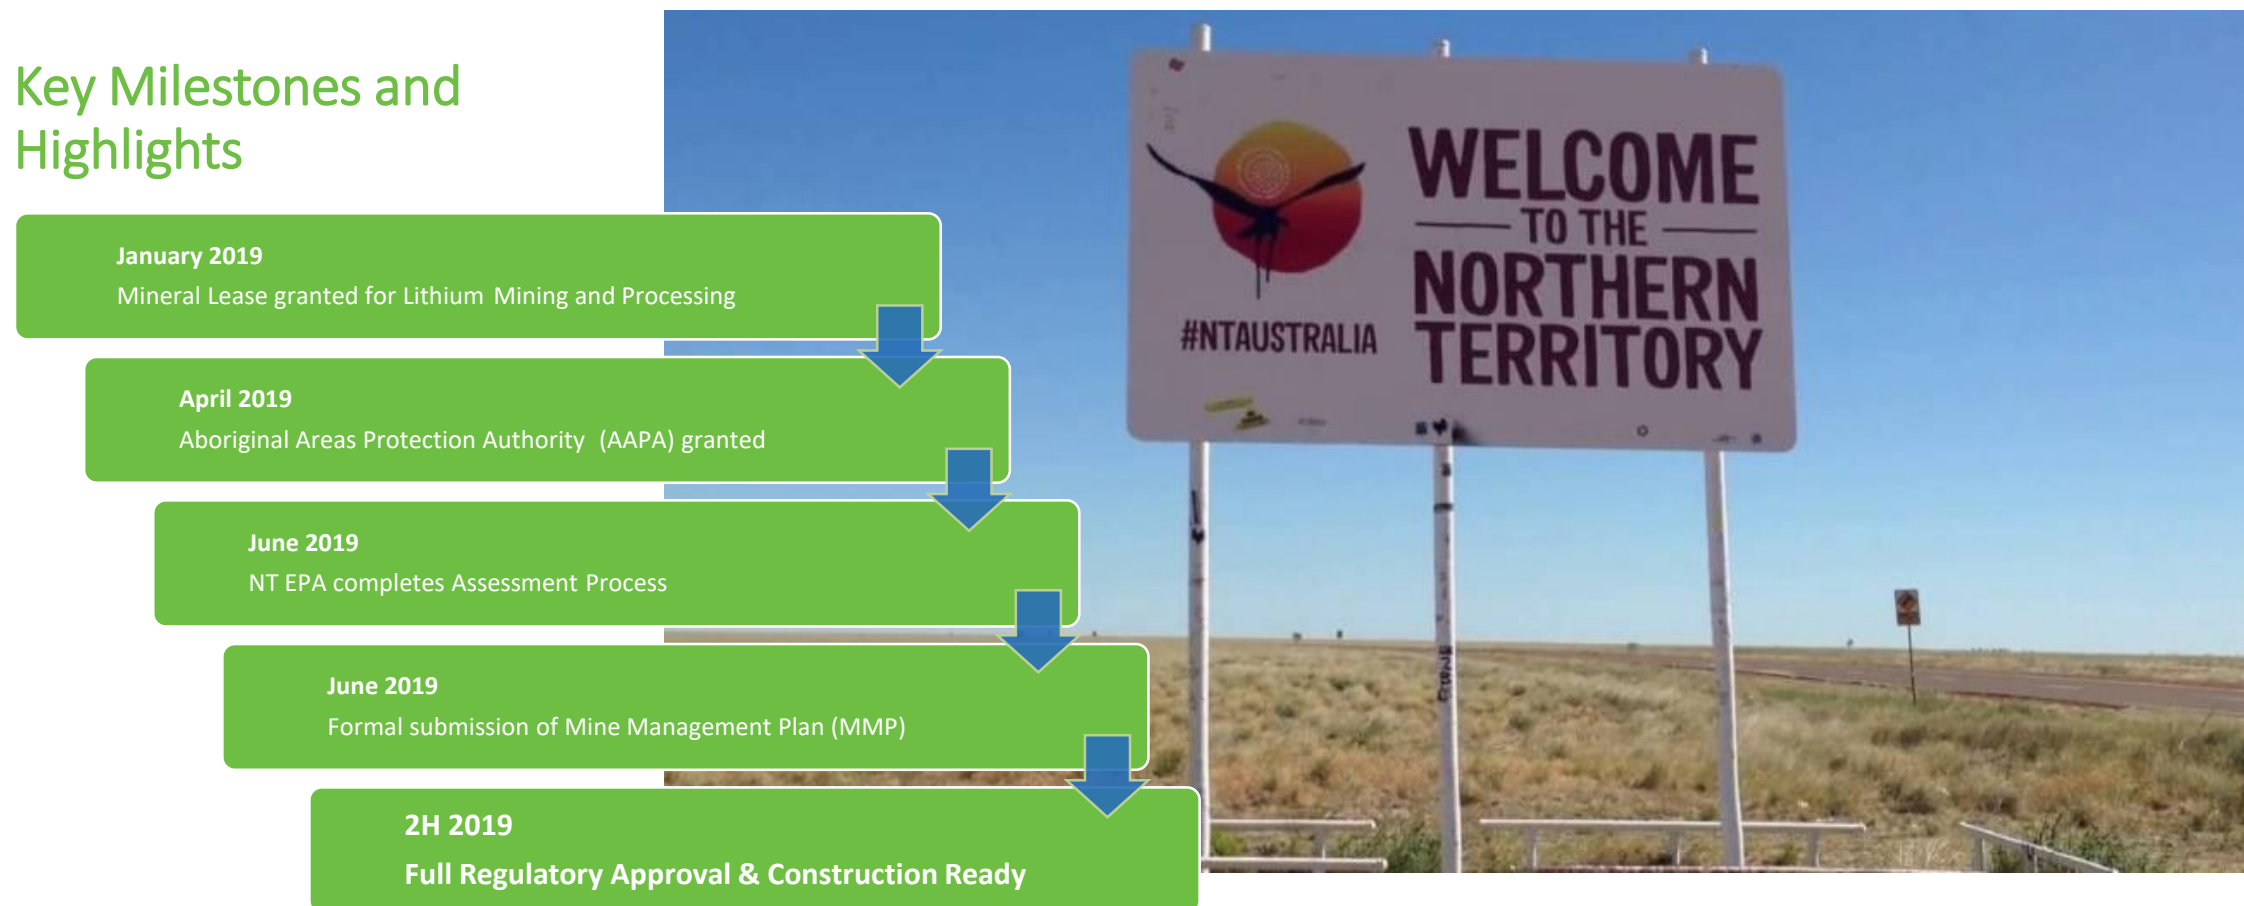 Key Milestones and
Highlights
January 2019
Mineral Lease granted for Lithium Mining and Processing
April 2019
Aboriginal Areas Protection Authority (AAPA) granted
June 2019
NT EPA completes Assessment Process
June 2019
Formal submission of Mine Management Plan (MMP)
2H 2019
Full Regulatory Approval & Construction Ready
WELCOME
TO THE
NORTHERN
TERRITORY
#NTAUSTRALIA